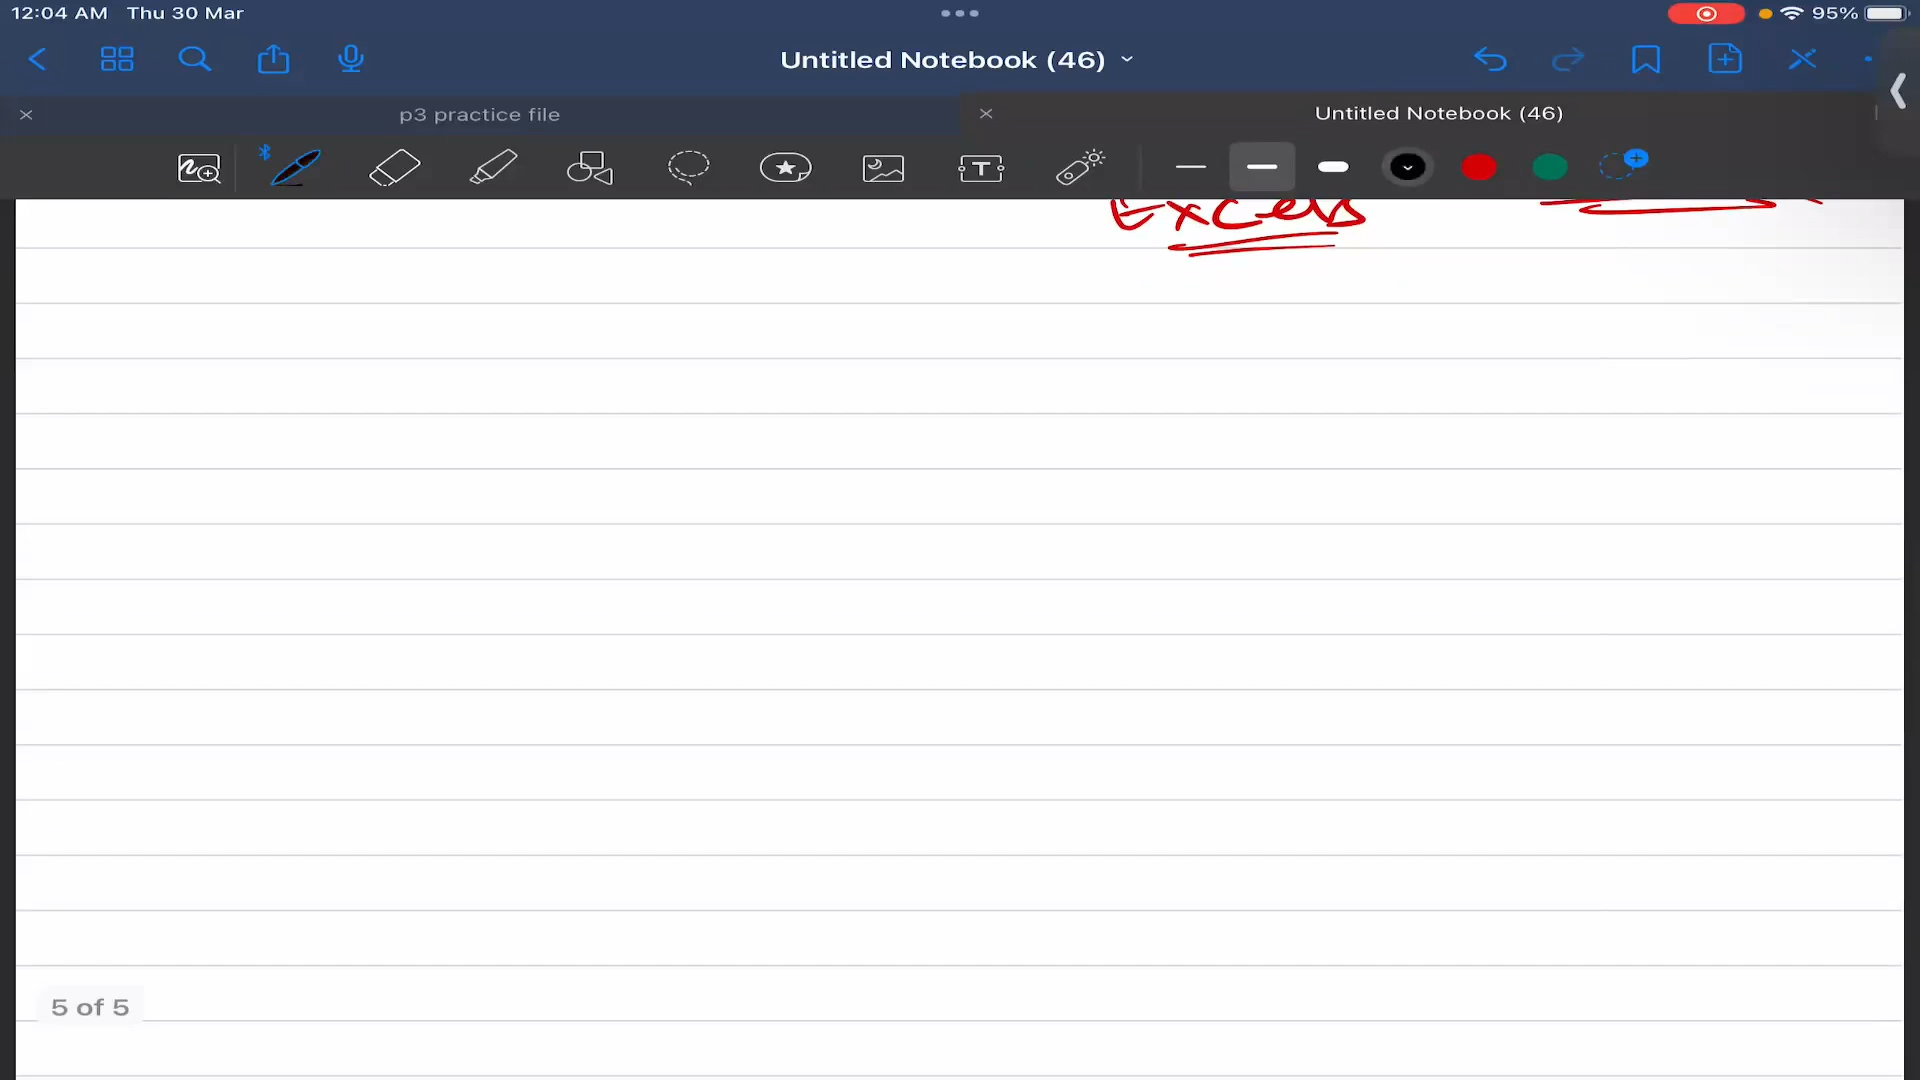 12:04 AM Thu 30 Mar 95%
Untitled Notebook (46)
p3 practice file Untitled Notebook (46)
T
Excess
5 of 5